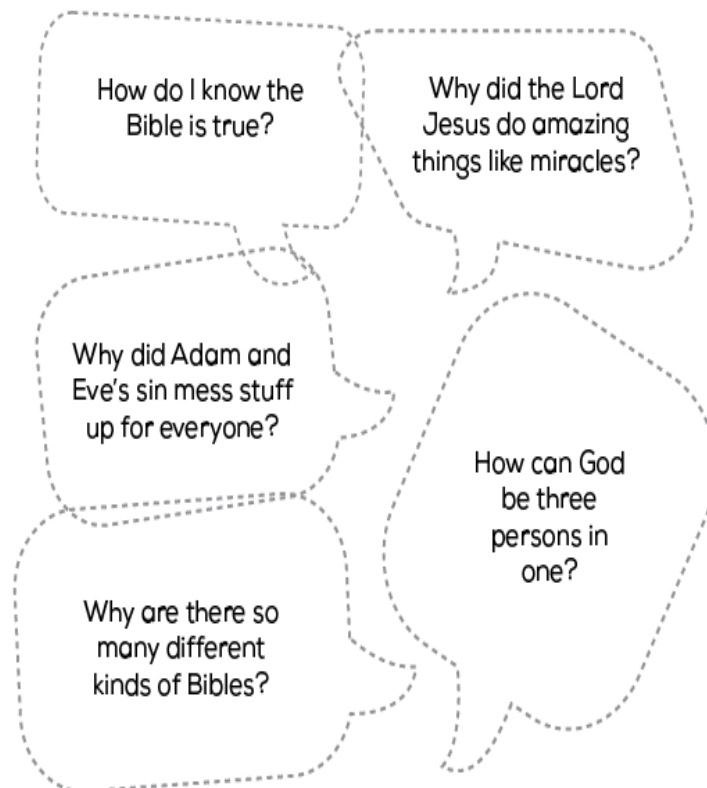 How do I know the
Bible is true?
Why did the Lord
Jesus do amazing
things like miracles?
Why did Adam and
Eve's sin mess stuff
up for everyone?
How can God
be three
persons in
one?
Why are there so
many different
kinds of Bibles?